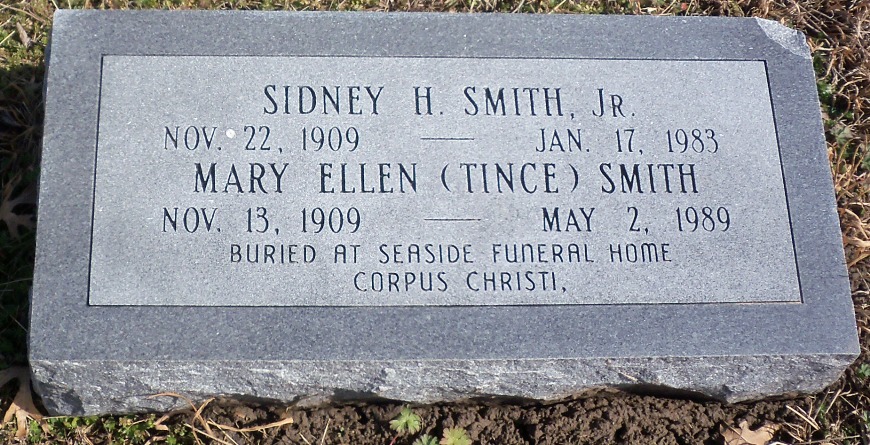 SIDNEY H. SMITH, JR.
NOV. 22, 1909 — JAN. 17, 1983
MARY ELLEN (TINCE) SMITH
NOV. 13, 1909 — MAY 2, 1989
BURIED AT SEASIDE FUNERAL HOME
CORPUS CHRISTI,